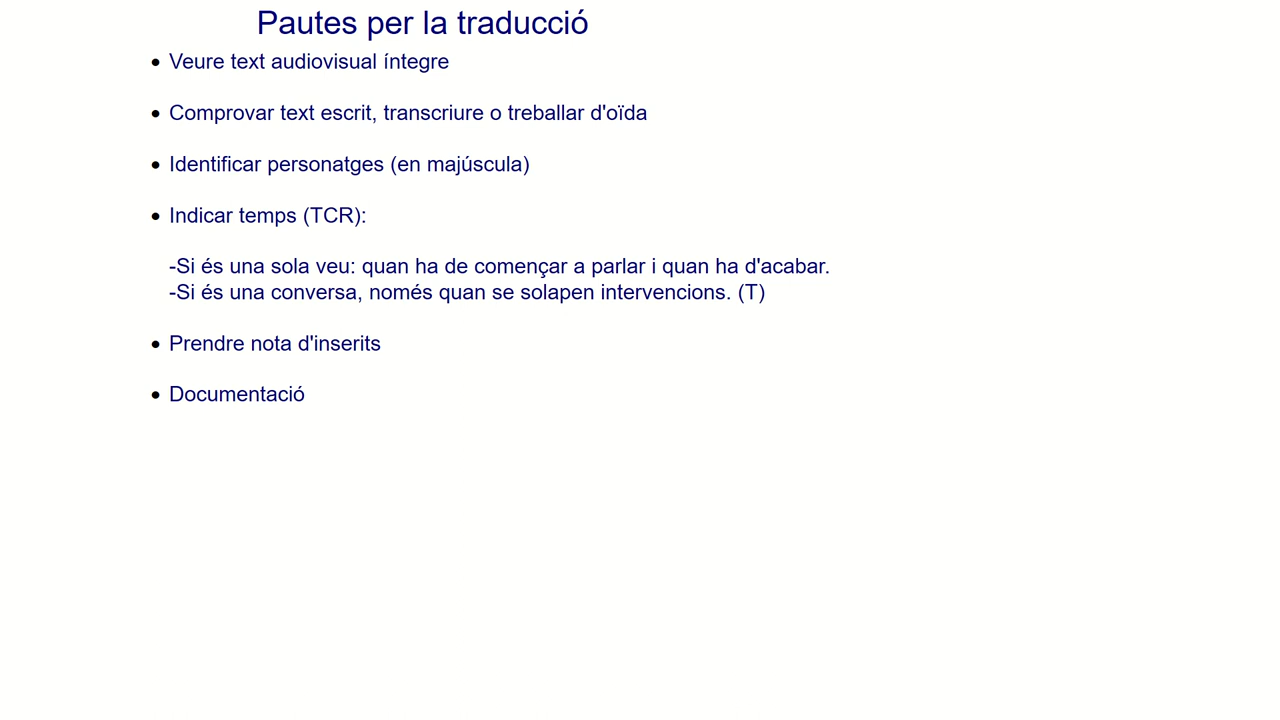 Pautes per la traducció
• Veure text audiovisual íntegre
• Comprovar text escrit, transcriure o treballar d'oïda
• Identificar personatges (en majúscula)
• Indicar temps (TCR):
-Si és una sola veu: quan ha de començar a parlar i quan ha d'acabar.
-Si és una conversa, només quan se solapen intervencions. (T)
• Prendre nota d'inserits
• Documentació